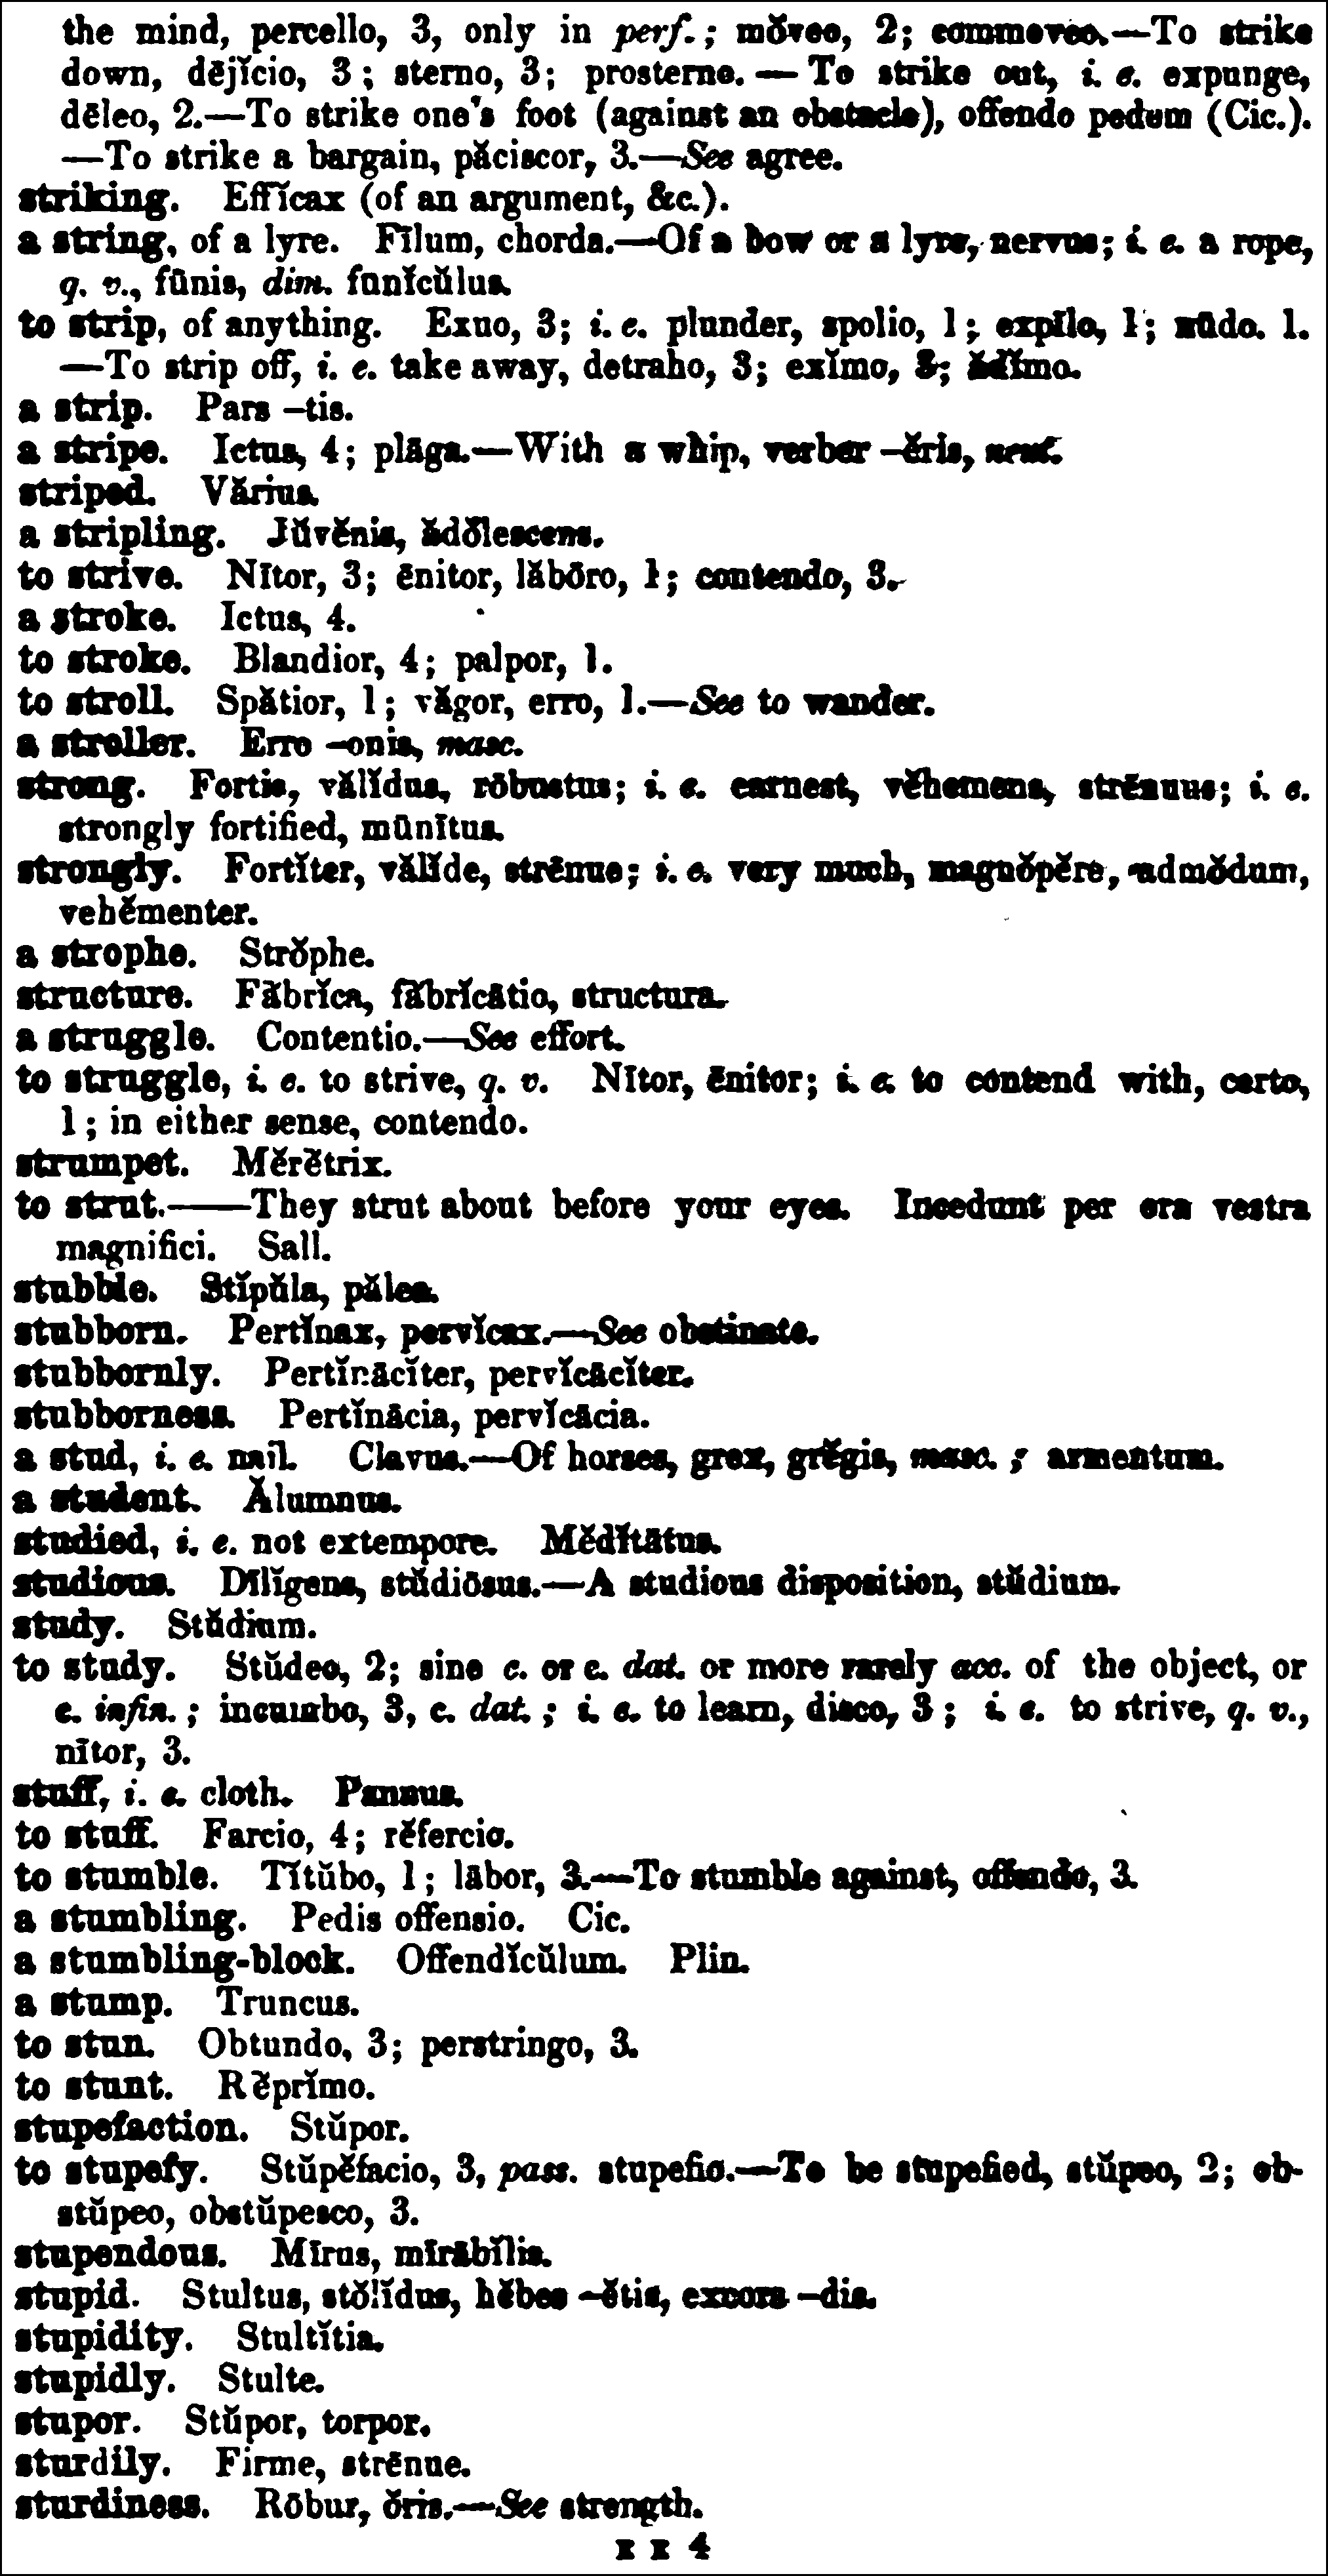 the mind, percello, 3, only in perf.; mŏveo, 2; commoveo.—To strike
down, dējĭcio, 3; sterno, 3; prosterno.—To strike out, i. e. expunge,
dēleo, 2.—To strike one's foot (against an obstacle), offendo pedum (Cic.).
—To strike a bargain, păciscor, 3.—See agree.
striking. Effĭcax (of an argument, &c.).
a string, of a lyre. Fīlum, chorda.—Of a bow or a lyre, nervus; i. e. a rope,
q. v., fūnis, dim. funĭcŭlus.
to strip, of anything. Exuo, 3; i. e. plunder, spolio, 1; expīlo, 1; nūdo. 1.
—To strip off, i. e. take away, detraho, 3; exĭmo, 3; ădĭmo.
a strip. Pars –tis.
a stripe. Ictus, 4; plāga.—With a whip, verber –ĕris, neut.
striped. Vărius.
a stripling. Jŭvĕnis, ădŏlescens.
to strive. Nītor, 3; ēnitor, lăbōro, 1; contendo, 3.
a stroke. Ictus, 4.
to stroke. Blandior, 4; palpor, 1.
to stroll. Spătior, 1; văgor, erro, 1.—See to wander.
a stroller. Erro –onis, masc.
strong. Fortis, vălĭdus, rōbustus; i. e. earnest, vĕhemens, strēnuus; i. e.
strongly fortified, mūnītus.
strongly. Fortĭter, vălĭde, strēnue; i. e. very much, magnŏpĕre, admŏdum,
vehĕmenter.
a strophe. Strŏphe.
structure. Făbrĭca, făbrĭcātio, structura.
a struggle. Contentio.—See effort.
to struggle, i. e. to strive, q. v. Nītor, ēnitor; i. e. to contend with, certo,
1; in either sense, contendo.
strumpet. Mĕrĕtrix.
to strut.——They strut about before your eyes. Incedunt per ora vestra
magnifici. Sall.
stubble. Stĭpŭla, pălea.
stubborn. Pertĭnax, pervĭcax.—See obstinate.
stubbornly. Pertĭnācĭter, pervĭcācĭter.
stubborness. Pertĭnācia, pervĭcācia.
a stud, i. e. nail. Clavus.—Of horses, grex, grĕgis, masc.; armentum.
a student. Ălumnus.
studied, i. e. not extempore. Mĕdĭtātus.
studious. Dīlĭgens, stŭdiōsus.—A studious disposition, stŭdium.
study. Stŭdium.
to study. Stŭdeo, 2; sine c. or c. dat. or more rarely acc. of the object, or
c. infin.; incumbo, 3, c. dat.; i. e. to learn, disco, 3; i. e. to strive, q. v.,
nītor, 3.
stuff, i. e. cloth. Pannus.
to stuff. Farcio, 4; rĕfercio.
to stumble. Tĭtŭbo, 1; lābor, 3.—To stumble against, offendo, 3.
a stumbling. Pedis offensio. Cic.
a stumbling-block. Offendĭcŭlum. Plin.
a stump. Truncus.
to stun. Obtundo, 3; perstringo, 3.
to stunt. Rĕprĭmo.
stupefaction. Stŭpor.
to stupefy. Stŭpĕfacio, 3, pass. stupefio.—To be stupefied, stŭpeo, 2; ob-
stŭpeo, obstŭpesco, 3.
stupendous. Mīrus, mīrābĭlis.
stupid. Stultus, stŏlĭdus, hĕbes –ĕtis, excors –dis.
stupidity. Stultĭtia.
stupidly. Stulte.
stupor. Stŭpor, torpor.
sturdily. Firme, strēnue.
sturdiness. Rōbur, ŏris.—See strength.
x x 4